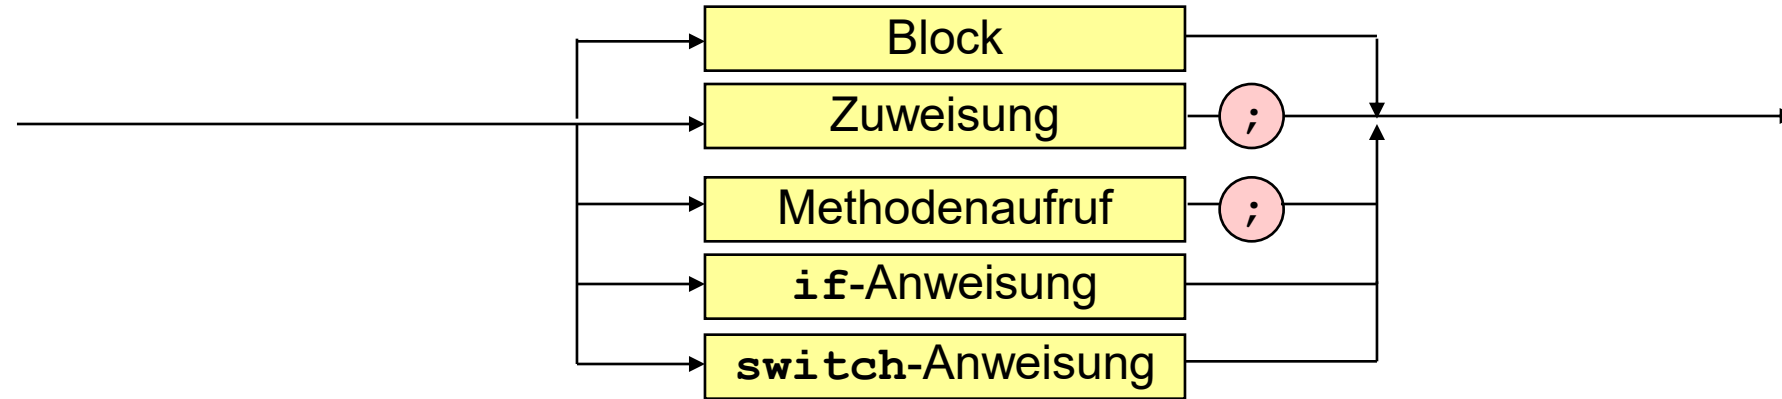 Block
Zuweisung ;
Methodenaufruf ;
if-Anweisung
switch-Anweisung